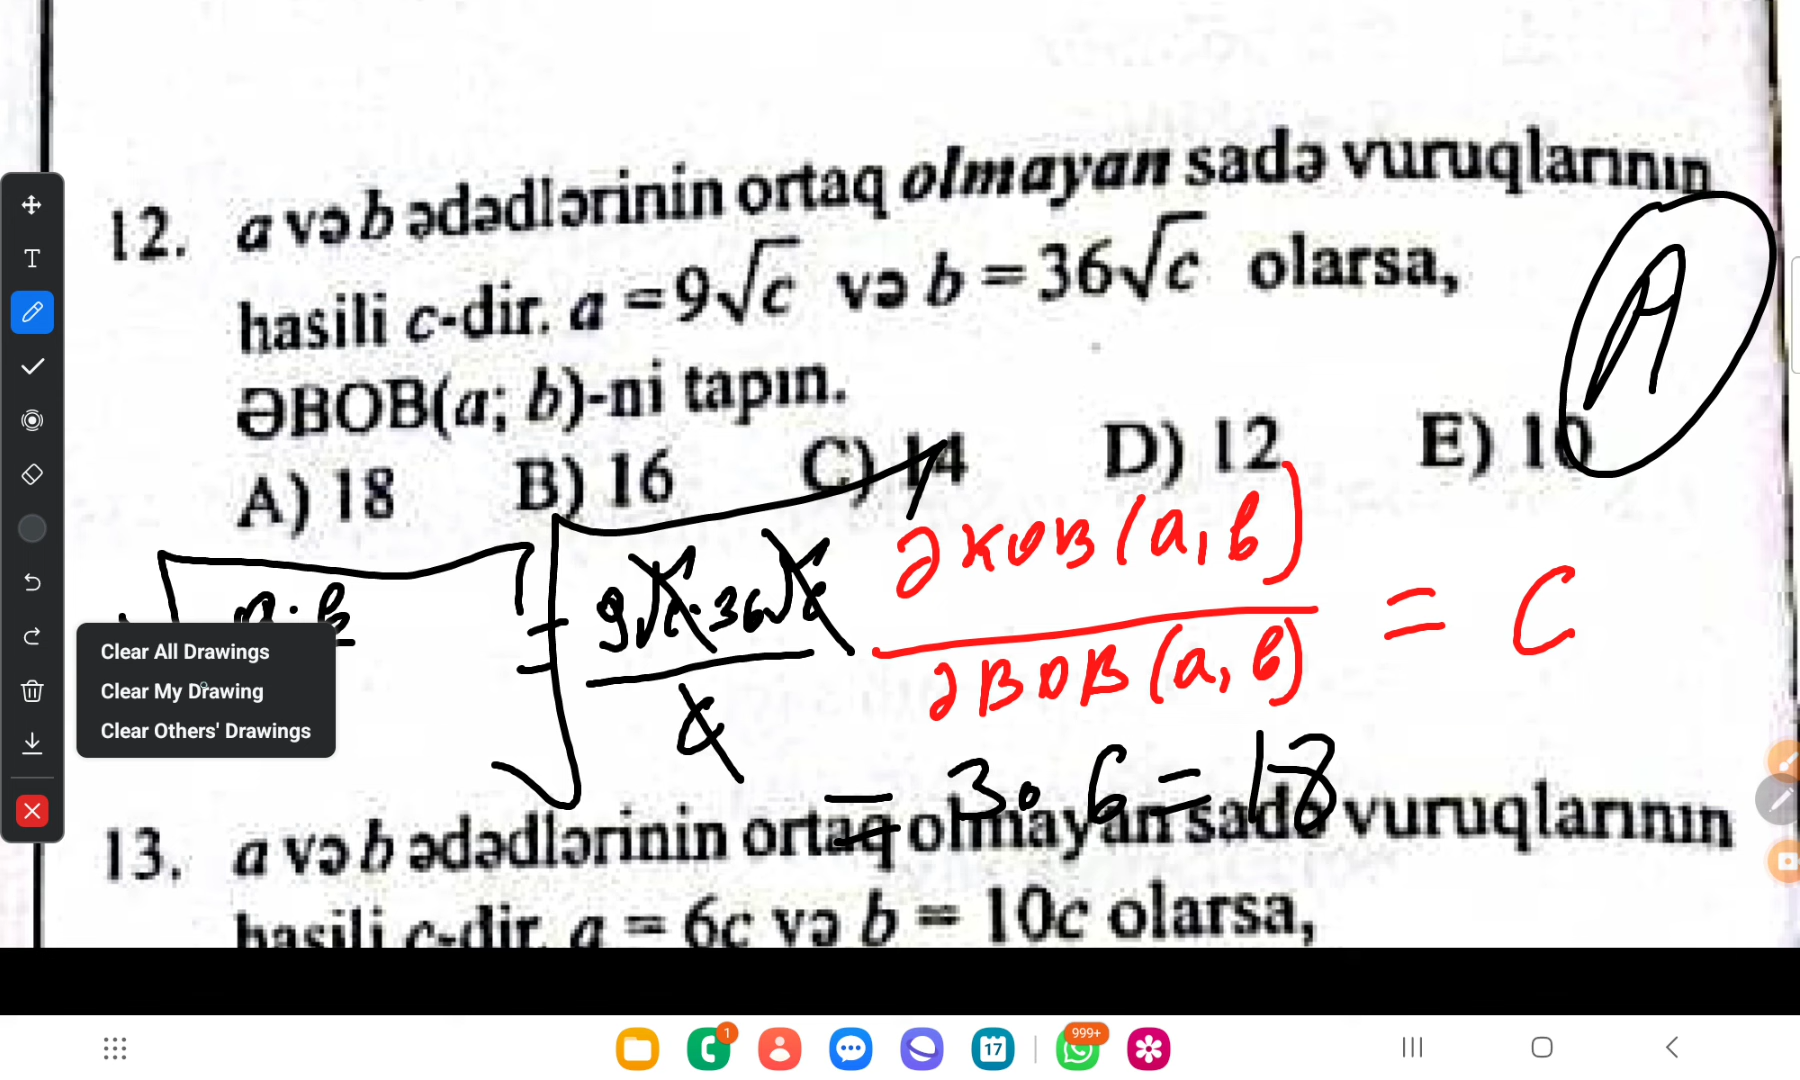 12. a və b ədədlərinin ortaq olmayan sadə vuruqlarının
hasili c-dir. a = 9√c və b = 36√c olarsa,
ƏBOB(a; b)-ni tapın.
A) 18 B) 16 C) 14 D) 12 E) 10
A
a · b
= √ 9√c · 36√c / c
= 3 · 6 = 18
ƏKOB(a, b)
ƏBOB(a, b)
= C
Clear All Drawings
Clear My Drawing
Clear Others' Drawings
13. a və b ədədlərinin ortaq olmayan sadə vuruqlarının
hasili c-dir. a = 6c və b = 10c olarsa,
T
1
17
999+